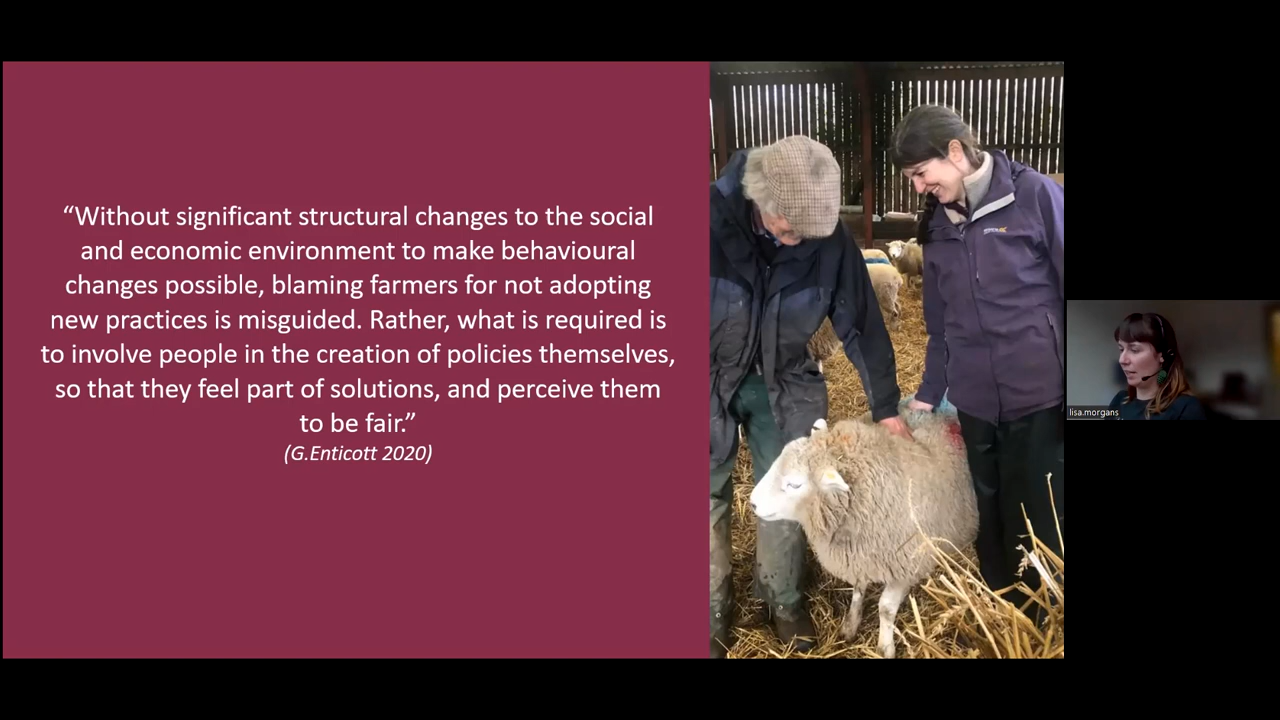 “Without significant structural changes to the social
and economic environment to make behavioural
changes possible, blaming farmers for not adopting
new practices is misguided. Rather, what is required is
to involve people in the creation of policies themselves,
so that they feel part of solutions, and perceive them
to be fair.”
(G.Enticott 2020)
lisa.morgans